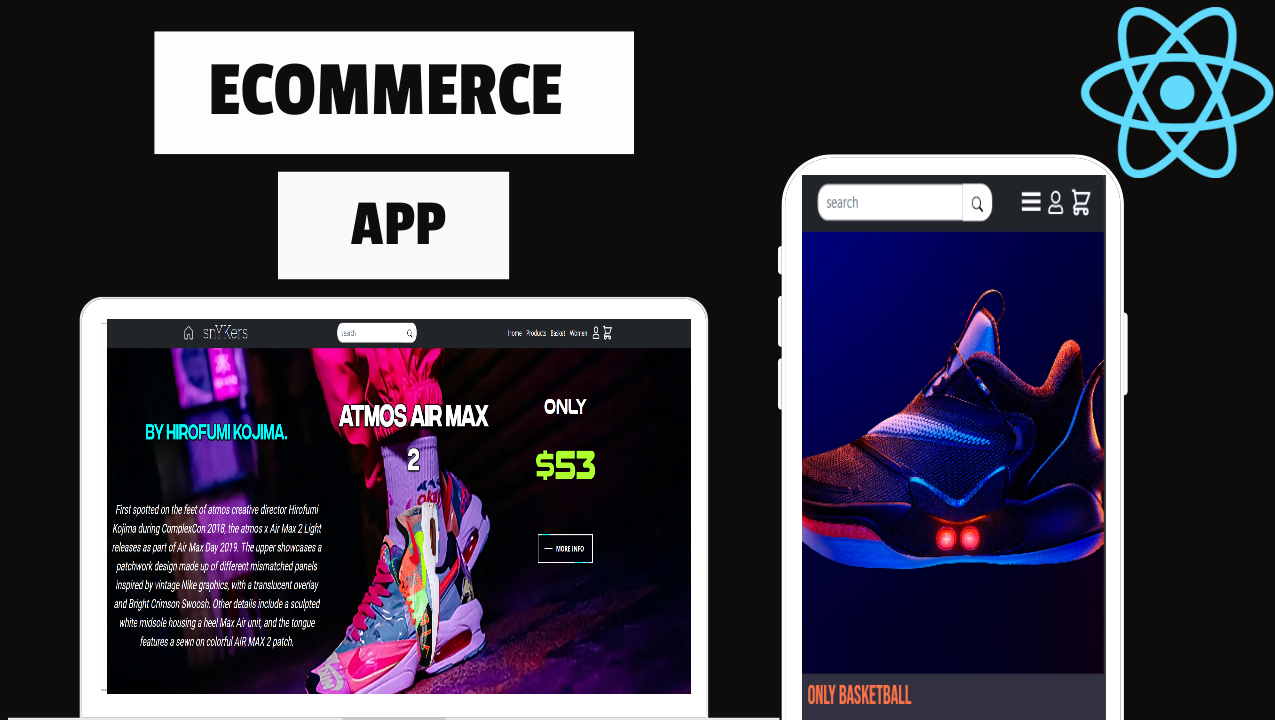 ECOMMERCE
APP
snYKers
search
Home Products Basket Women
BY HIROFUMI KOJIMA.
ATMOS AIR MAX
2
ONLY
$53
First spotted on the feet of atmos creative director Hirofumi
Kojima during ComplexCon 2018, the atmos x Air Max 2 Light
releases as part of Air Max Day 2019. The upper showcases a
patchwork design made up of different mismatched panels
inspired by vintage Nike graphics, with a translucent overlay
and Bright Crimson Swoosh. Other details include a sculpted
white midsole housing a heel Max Air unit, and the tongue
features a sewn on colorful AIR MAX 2 patch.
MORE INFO
search
ONLY BASKETBALL